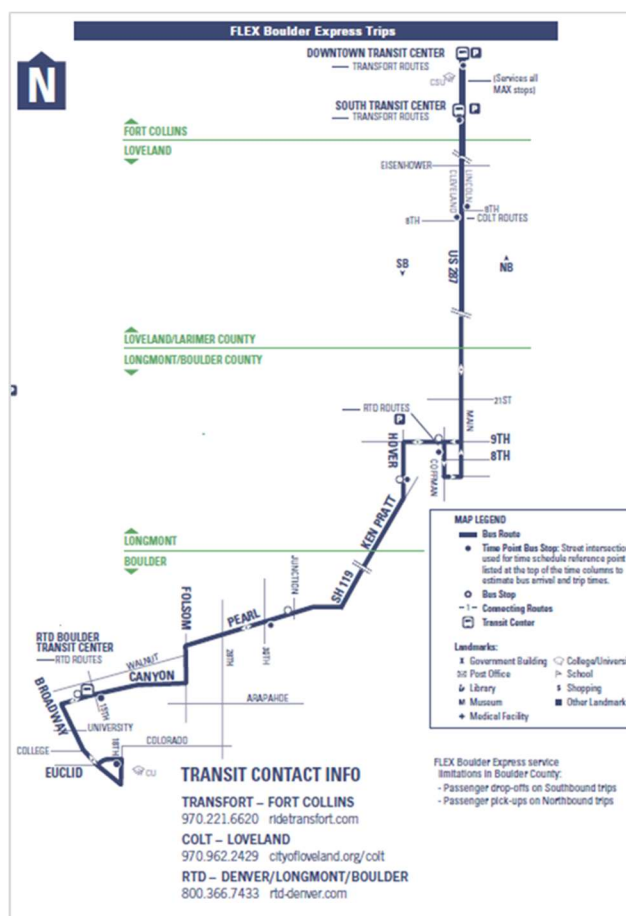 FLEX Boulder Express Trips
N
DOWNTOWN TRANSIT CENTER
TRANSFORT ROUTES
CSU
(Services all
MAX stops)
SOUTH TRANSIT CENTER
TRANSFORT ROUTES
FORT COLLINS
LOVELAND
EISENHOWER
CLEVELAND
LINCOLN
8TH
8TH
COLT ROUTES
US 287
SB
NB
LOVELAND/LARIMER COUNTY
LONGMONT/BOULDER COUNTY
21ST
RTD ROUTES
MAIN
P
HOVER
9TH
8TH
COFFMAN
KEN PRATT
LONGMONT
BOULDER
SH 119
JUNCTION
FOLSOM
PEARL
30TH
28TH
RTD BOULDER
TRANSIT CENTER
RTD ROUTES
WALNUT
CANYON
BROADWAY
13TH
ARAPAHOE
UNIVERSITY
COLORADO
COLLEGE
18TH
EUCLID
CU
MAP LEGEND
Bus Route
Time Point Bus Stop: Street intersection
used for time schedule reference point
listed at the top of the time columns to
estimate bus arrival and trip times.
Bus Stop
1 Connecting Routes
Transit Center
Landmarks:
Government Building
College/Universi
Post Office
School
Library
$ Shopping
M Museum
Other Landmark
Medical Facility
FLEX Boulder Express service
limitations in Boulder County:
- Passenger drop-offs on Southbound trips
- Passenger pick-ups on Northbound trips
TRANSIT CONTACT INFO
TRANSFORT – FORT COLLINS
970.221.6620 ridetransfort.com
COLT – LOVELAND
970.962.2429 cityofloveland.org/colt
RTD – DENVER/LONGMONT/BOULDER
800.366.7433 rtd-denver.com